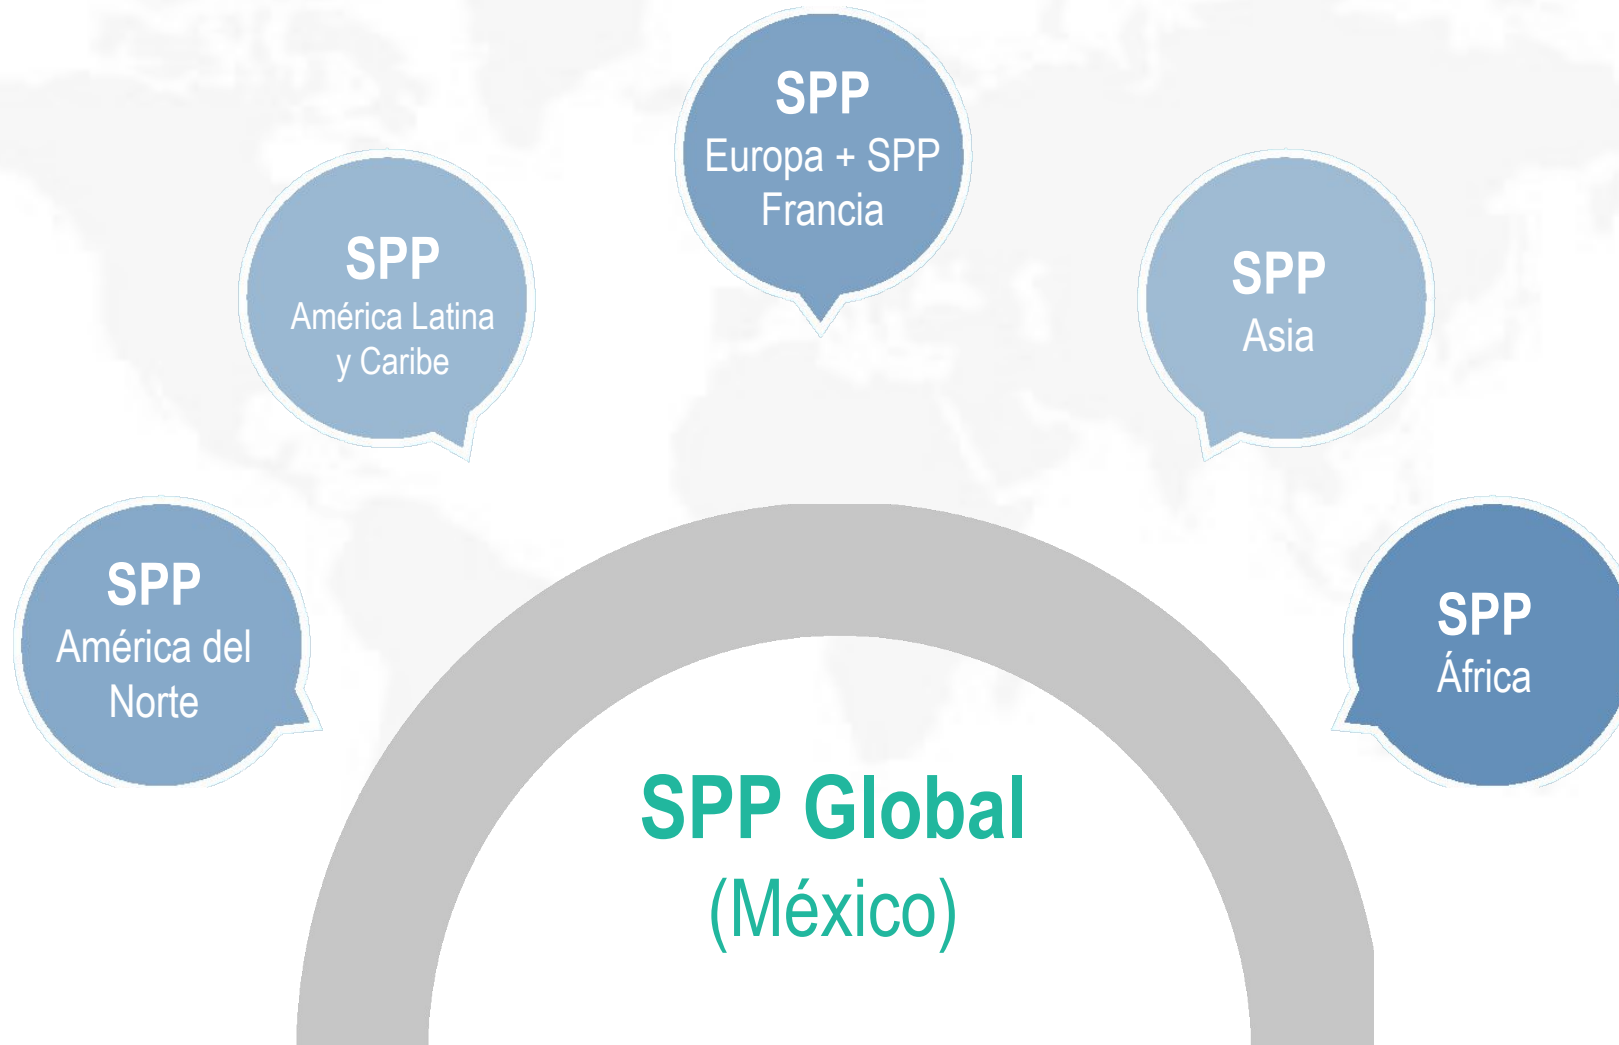 SPP
Europa + SPP
Francia
SPP
América Latina
y Caribe
SPP
Asia
SPP
América del
Norte
SPP
África
SPP Global
(México)